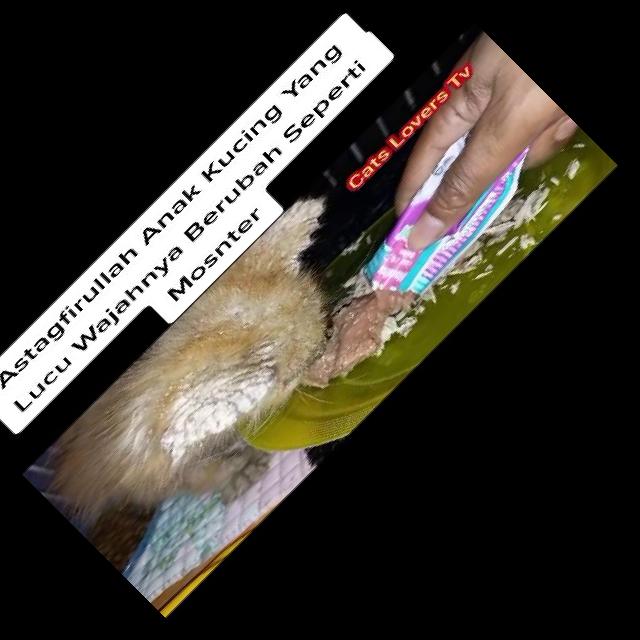 Astagfirullah Anak Kucing Yang
Lucu Wajahnya Berubah Seperti
Mosnter
Cats Lovers Tv